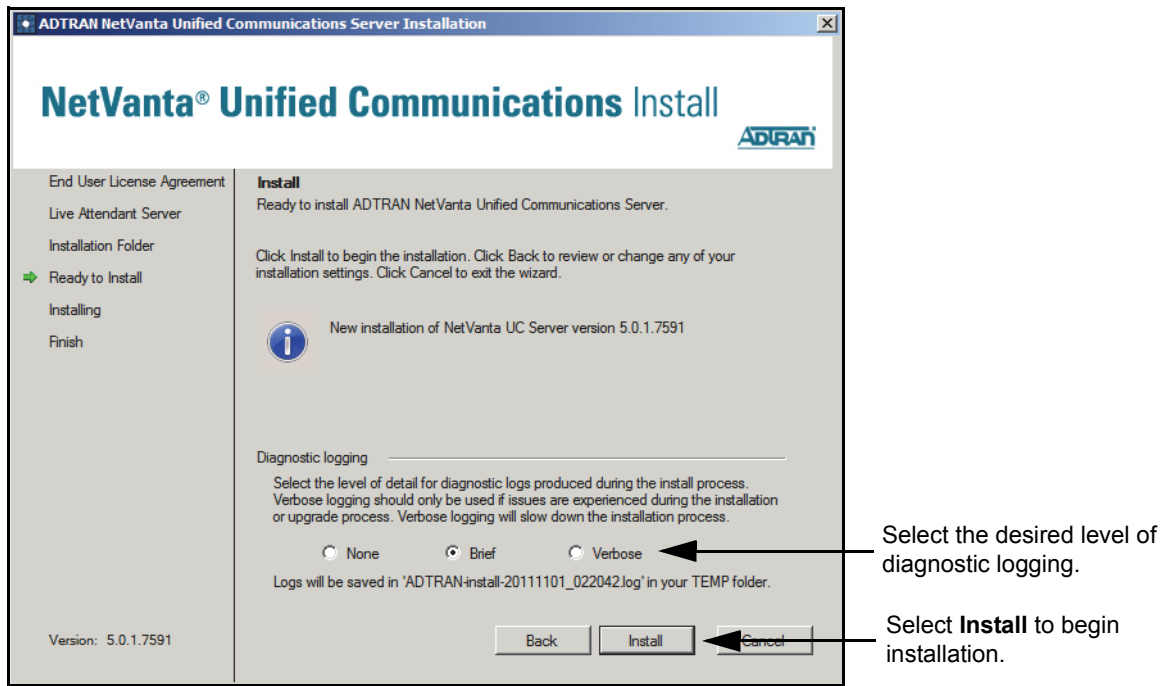 ADTRAN NetVanta Unified Communications Server Installation
NetVanta® Unified Communications Install
ADTRAN
End User License Agreement
Live Attendant Server
Installation Folder
Ready to Install
Installing
Finish
Version: 5.0.1.7591
Install
Ready to install ADTRAN NetVanta Unified Communications Server.
Click Install to begin the installation. Click Back to review or change any of your
installation settings. Click Cancel to exit the wizard.
New installation of NetVanta UC Server version 5.0.1.7591
Diagnostic logging
Select the level of detail for diagnostic logs produced during the install process.
Verbose logging should only be used if issues are experienced during the installation
or upgrade process. Verbose logging will slow down the installation process.
None Brief Verbose
Logs will be saved in 'ADTRAN-install-20111101_022042.log' in your TEMP folder.
Back Install Cancel
Select the desired level of
diagnostic logging.
Select Install to begin
installation.